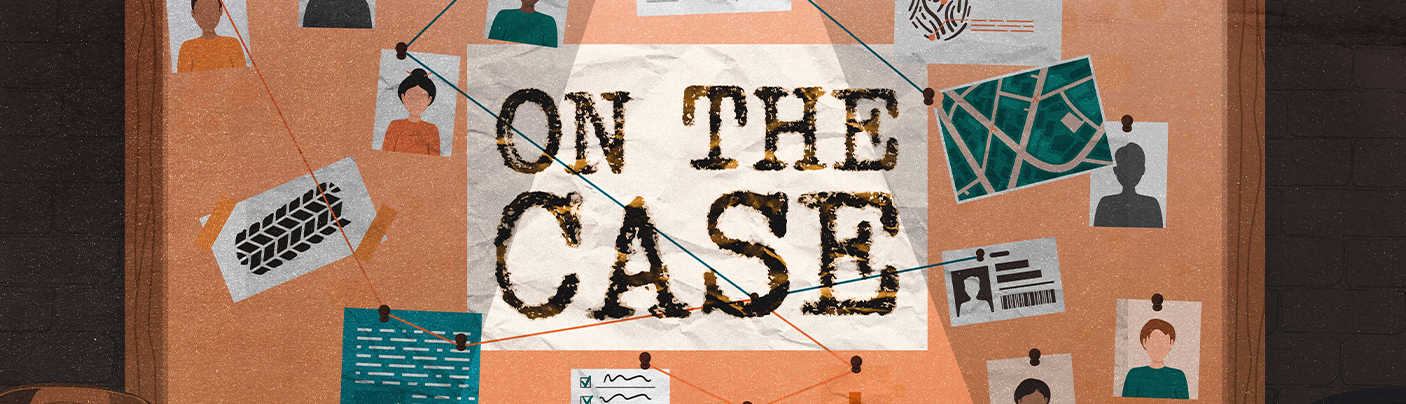 ON THE
CASE